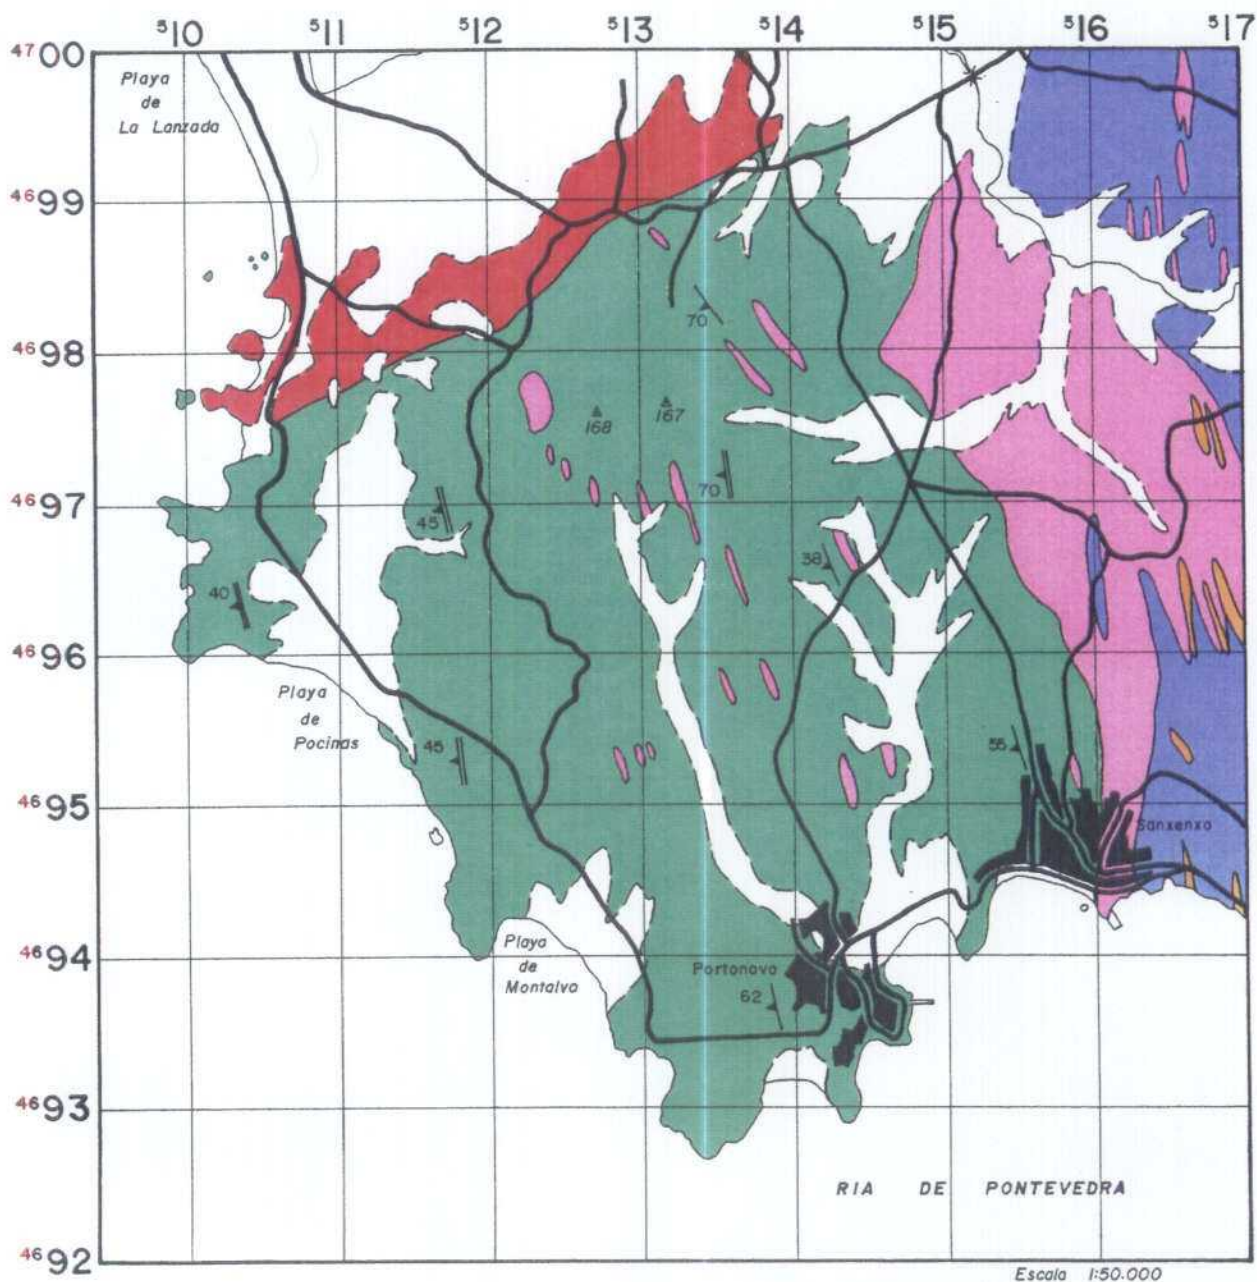 510 511 512 513 514 515 516 517
4700
Playa
de
La Lanzada
4699
70
4698
168
167
4697
45
70
38
40
4696
Playa
de
Pocinas
45
55
4695
Sanxenxo
Playa
de
Montalvo
4694
Portonovo
62
4693
RIA DE PONTEVEDRA
4692
Escala 1:50.000